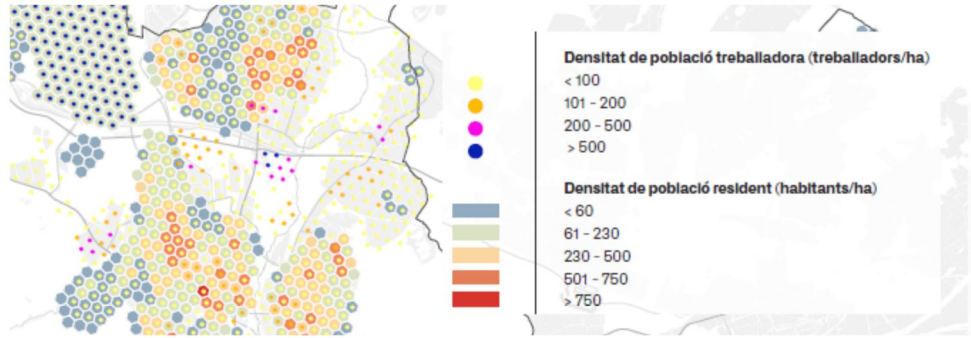 Densitat de població treballadora (treballadors/ha)
< 100
101 - 200
200 - 500
> 500
Densitat de població resident (habitants/ha)
< 60
61 - 230
230 - 500
501 - 750
> 750